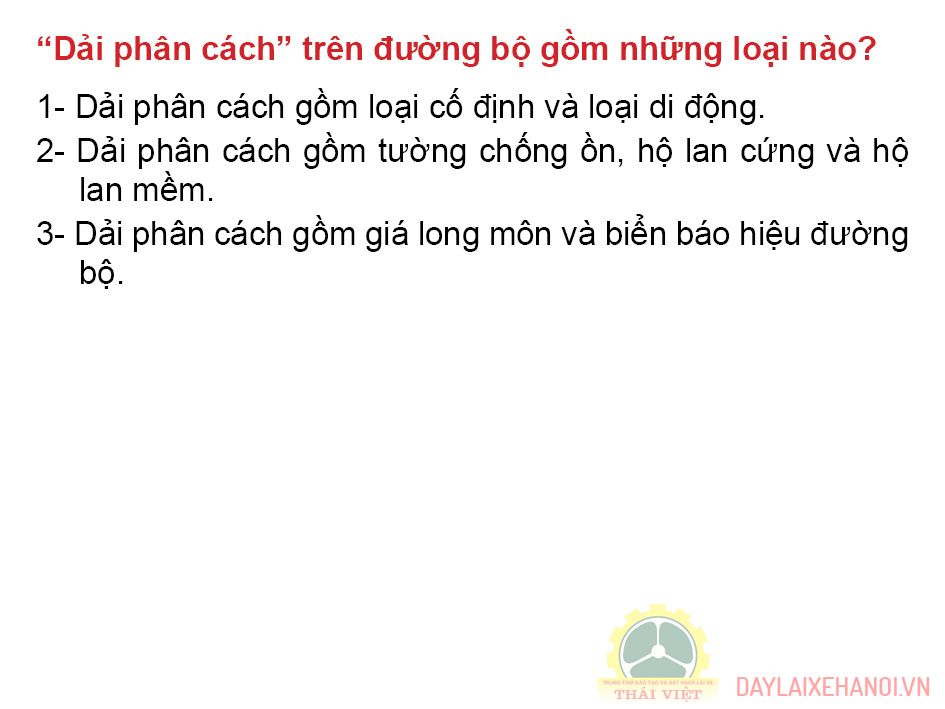 “Dải phân cách” trên đường bộ gồm những loại nào?
1- Dải phân cách gồm loại cố định và loại di động.
2- Dải phân cách gồm tường chống ồn, hộ lan cứng và hộ
lan mềm.
3- Dải phân cách gồm giá long môn và biển báo hiệu đường
bộ.
TRUNG TÂM ĐÀO TẠO VÀ SÁT HẠCH LÁI XE
THÁI VIỆT
DAYLAIXEHANOI.VN